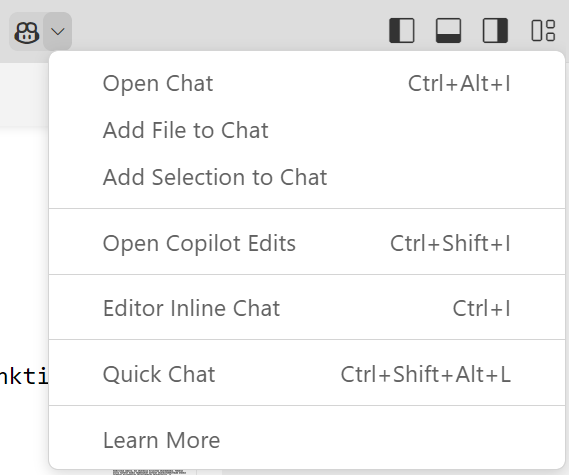 Open Chat Ctrl+Alt+I
Add File to Chat
Add Selection to Chat
Open Copilot Edits Ctrl+Shift+I
Editor Inline Chat Ctrl+I
nkti
Quick Chat Ctrl+Shift+Alt+L
Learn More